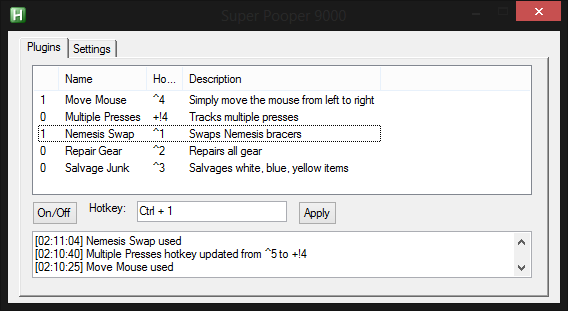 H Super Pooper 9000
Plugins Settings
Name Ho... Description
1 Move Mouse ^4 Simply move the mouse from left to right
0 Multiple Presses +!4 Tracks multiple presses
1 Nemesis Swap ^1 Swaps Nemesis bracers
0 Repair Gear ^2 Repairs all gear
0 Salvage Junk ^3 Salvages white, blue, yellow items
On/Off Hotkey: Ctrl + 1 Apply
[02:11:04] Nemesis Swap used
[02:10:40] Multiple Presses hotkey updated from ^5 to +!4
[02:10:25] Move Mouse used